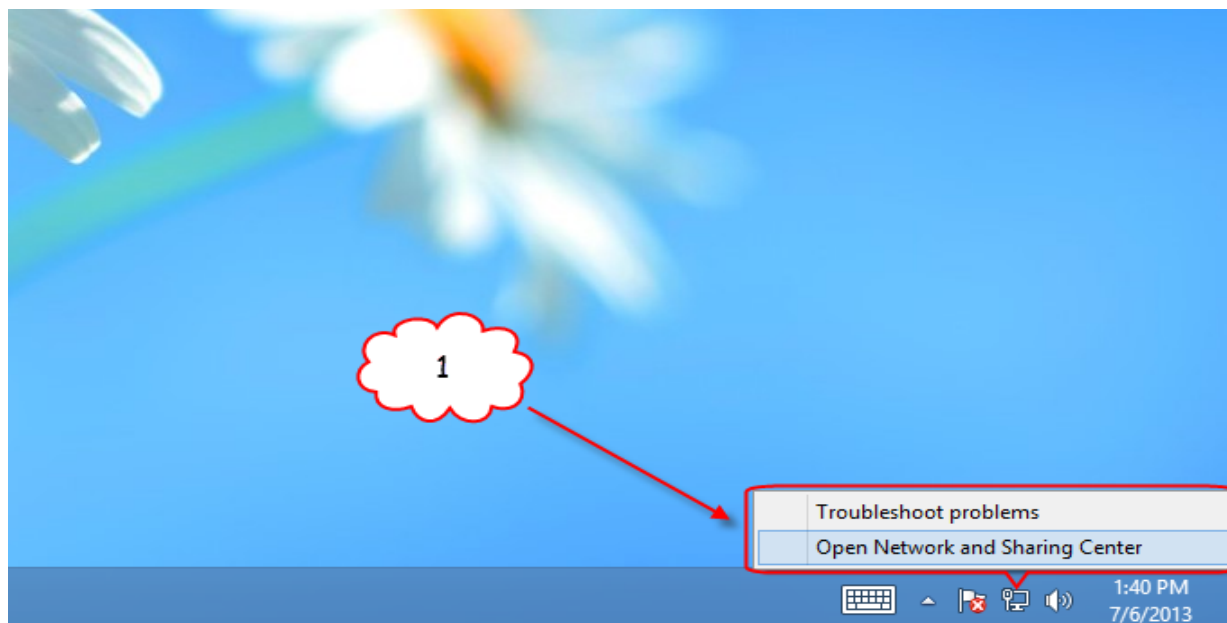 1
Troubleshoot problems
Open Network and Sharing Center
1:40 PM
7/6/2013